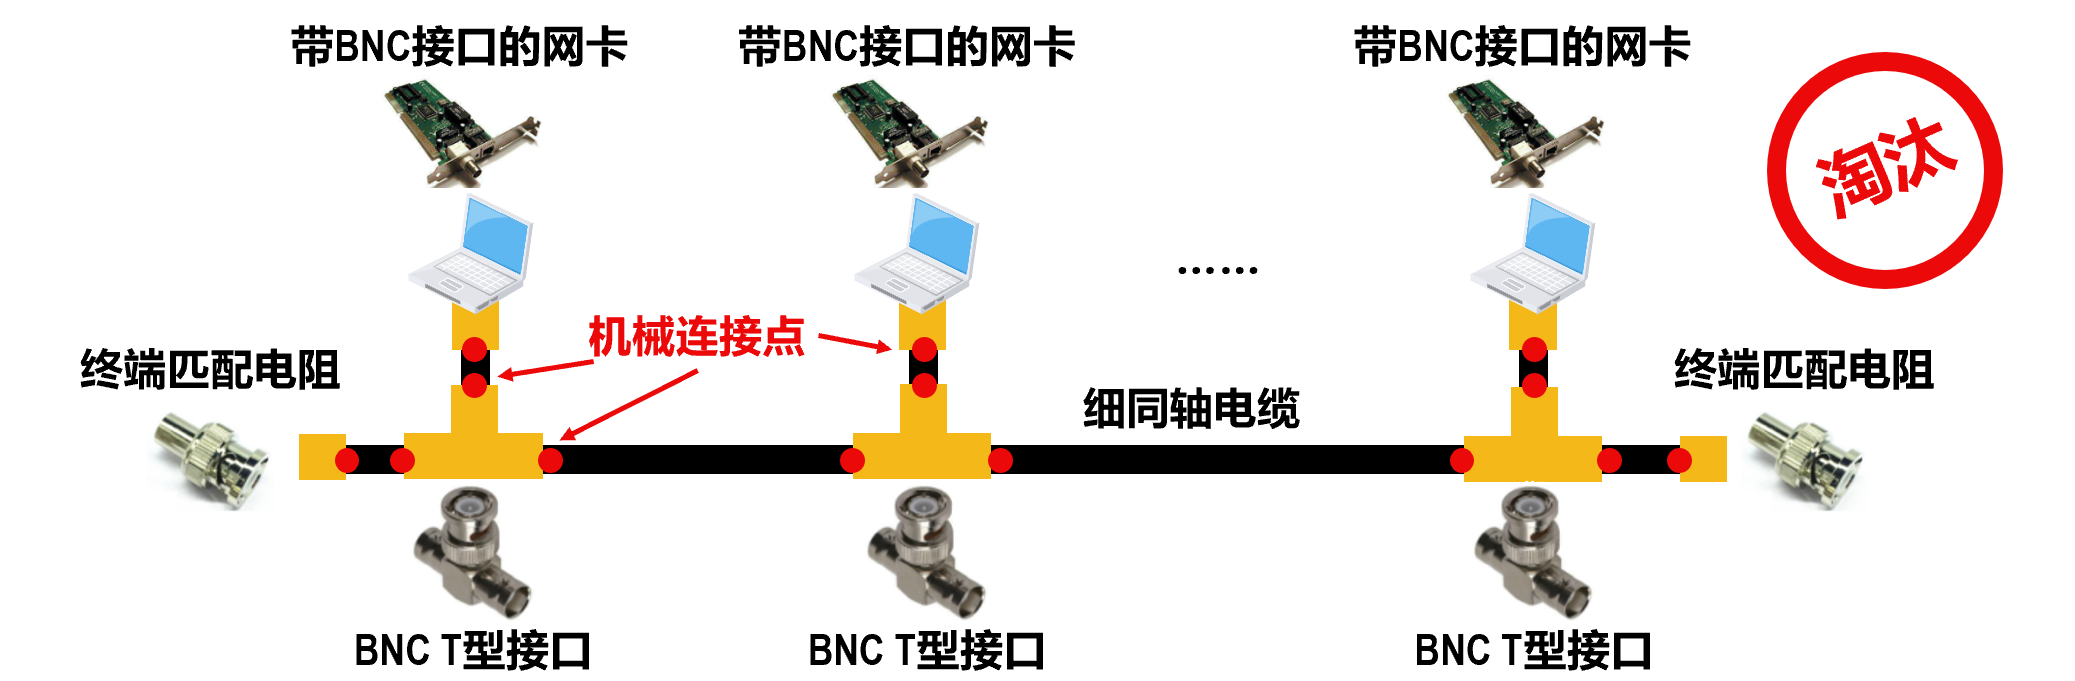 带BNC接口的网卡
带BNC接口的网卡
带BNC接口的网卡
淘汰
……
机械连接点
终端匹配电阻
终端匹配电阻
细同轴电缆
BNC T型接口
BNC T型接口
BNC T型接口